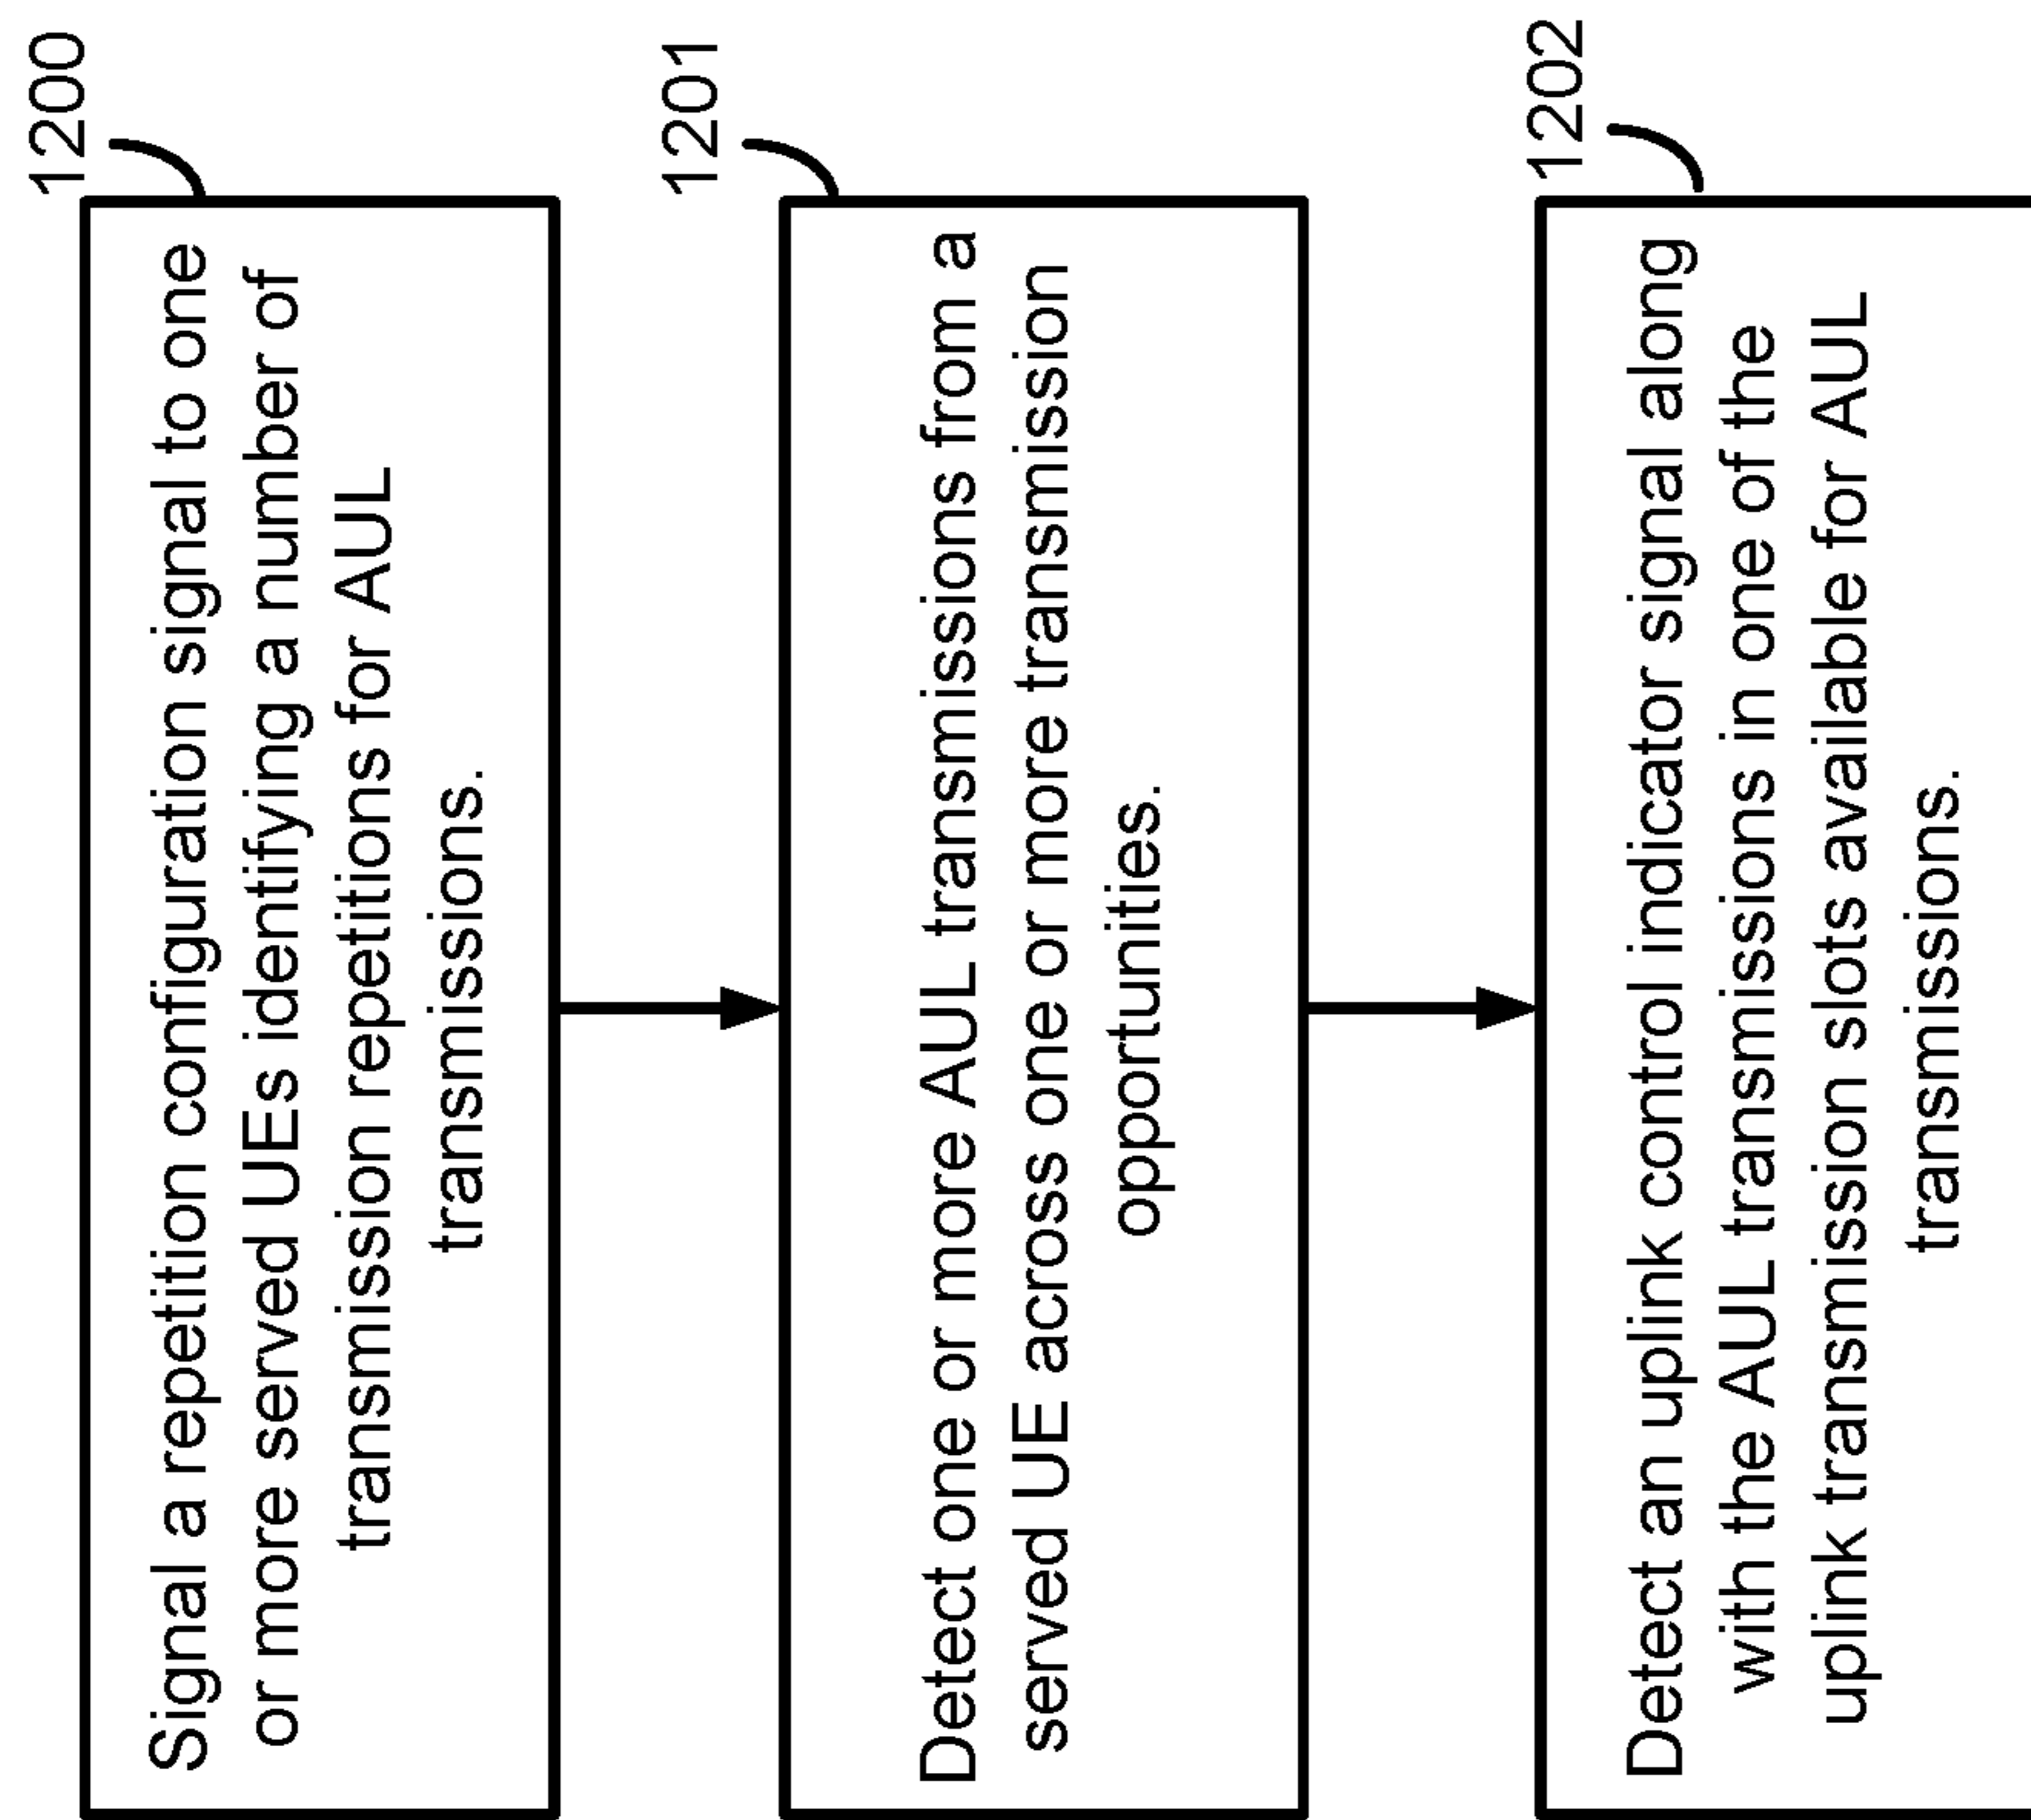 1200
Signal a repetition configuration signal to one
or more served UEs identifying a number of
transmission repetitions for AUL
transmissions.
1201
Detect one or more AUL transmissions from a
served UE across one or more transmission
opportunities.
1202
Detect an uplink control indicator signal along
with the AUL transmissions in one of the
uplink transmission slots available for AUL
transmissions.